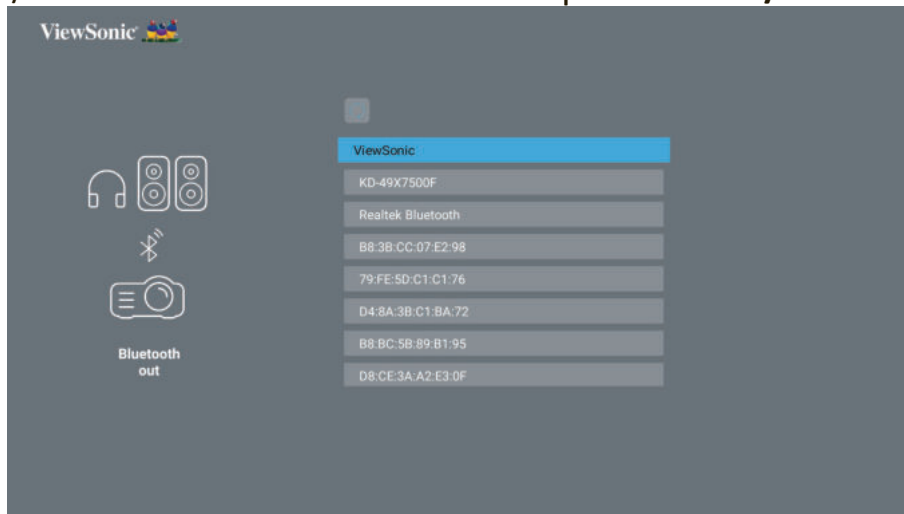 ViewSonic
ViewSonic
KD-49X7500F
Realtek Bluetooth
B8:3B:CC:07:E2:98
79:FE:5D:C1:C1:76
D4:8A:3B:C1:BA:72
B8:BC:5B:89:B1:95
D8:CE:3A:A2:E3:0F
Bluetooth
out